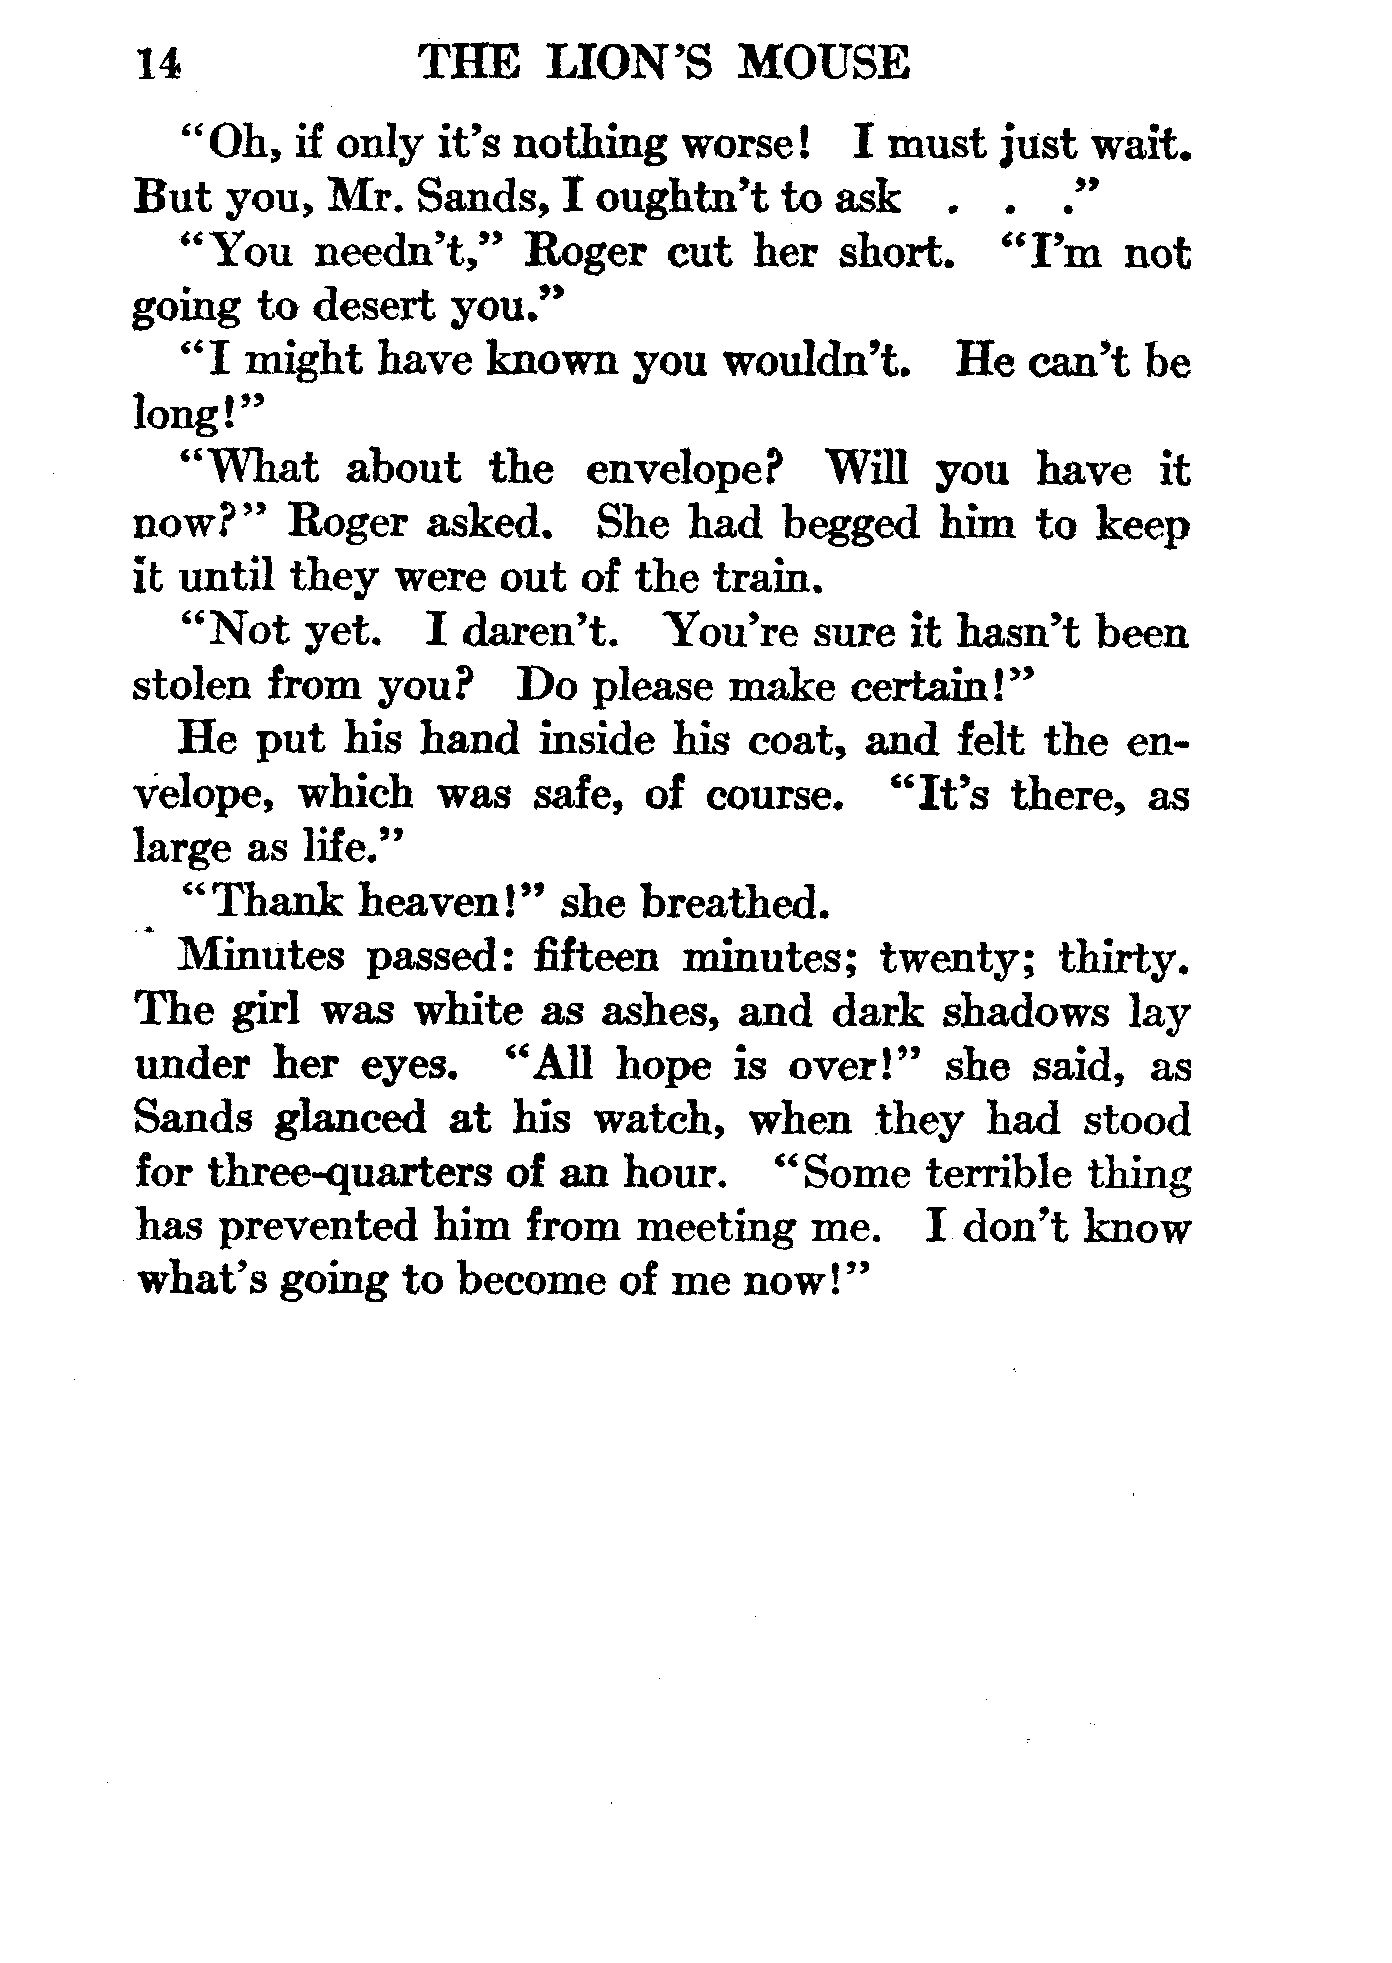 14 THE LION'S MOUSE
"Oh, if only it's nothing worse! I must just wait.
But you, Mr. Sands, I oughtn't to ask . . ."
"You needn't," Roger cut her short. "I'm not
going to desert you."
"I might have known you wouldn't. He can't be
long!"
"What about the envelope? Will you have it
now?" Roger asked. She had begged him to keep
it until they were out of the train.
"Not yet. I daren't. You're sure it hasn't been
stolen from you? Do please make certain!"
He put his hand inside his coat, and felt the en-
velope, which was safe, of course. "It's there, as
large as life."
"Thank heaven!" she breathed.
Minutes passed: fifteen minutes; twenty; thirty.
The girl was white as ashes, and dark shadows lay
under her eyes. "All hope is over!" she said, as
Sands glanced at his watch, when they had stood
for three-quarters of an hour. "Some terrible thing
has prevented him from meeting me. I don't know
what's going to become of me now!"